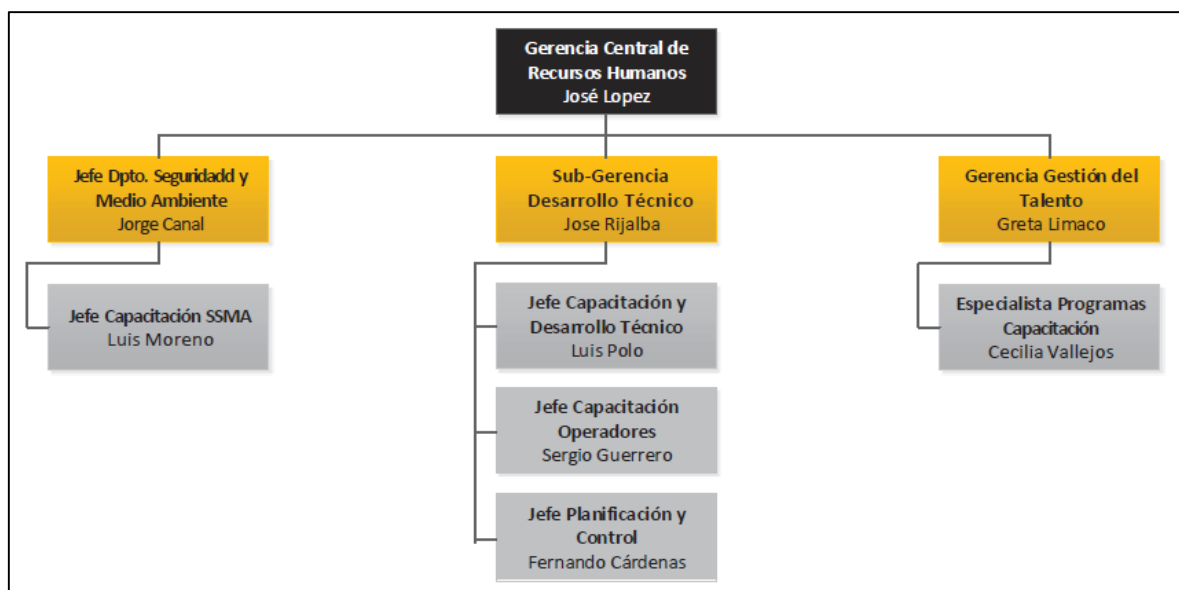 Gerencia Central de
Recursos Humanos
José Lopez
Jefe Dpto. Seguridadd y
Medio Ambiente
Jorge Canal
Sub-Gerencia
Desarrollo Técnico
Jose Rijalba
Gerencia Gestión del
Talento
Greta Limaco
Jefe Capacitación SSMA
Luis Moreno
Jefe Capacitación y
Desarrollo Técnico
Luis Polo
Jefe Capacitación
Operadores
Sergio Guerrero
Jefe Planificación y
Control
Fernando Cárdenas
Especialista Programas
Capacitación
Cecilia Vallejos